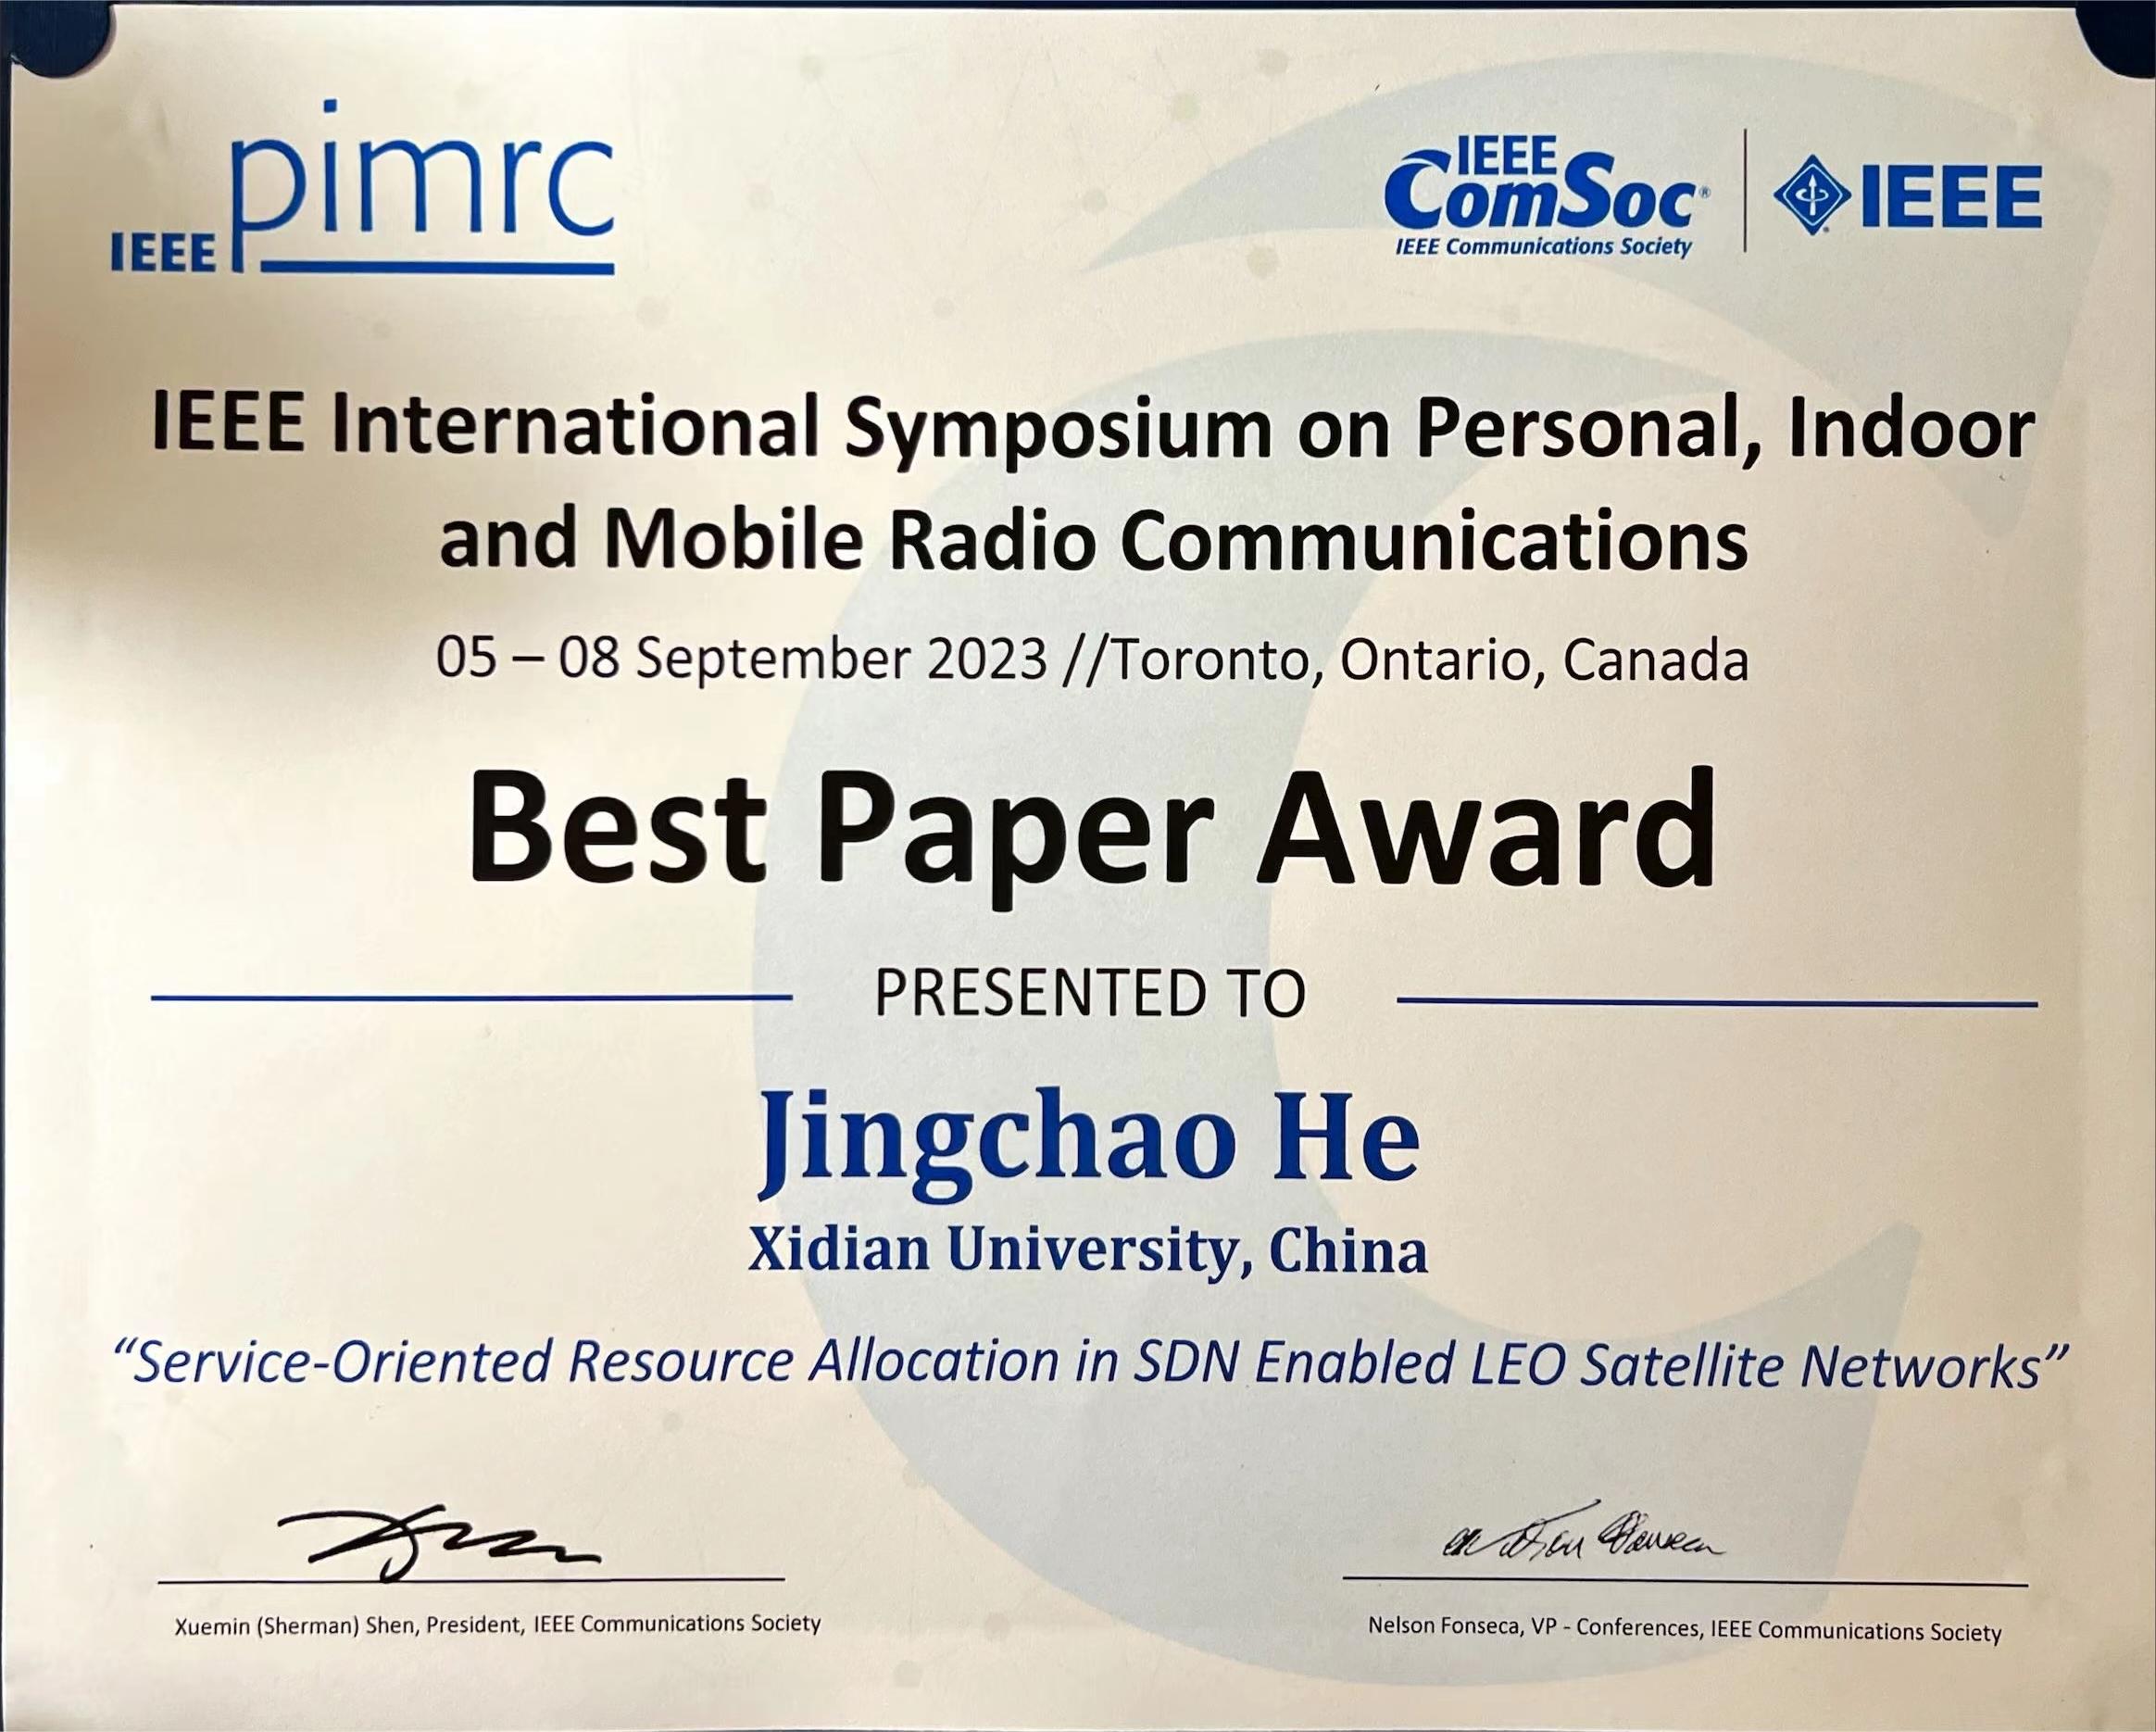 IEEE pimrc
IEEE
ComSoc®
IEEE Communications Society
IEEE
IEEE International Symposium on Personal, Indoor
and Mobile Radio Communications
05 – 08 September 2023 //Toronto, Ontario, Canada
Best Paper Award
PRESENTED TO
Jingchao He
Xidian University, China
“Service-Oriented Resource Allocation in SDN Enabled LEO Satellite Networks”
Xuemin (Sherman) Shen, President, IEEE Communications Society
Nelson Fonseca, VP - Conferences, IEEE Communications Society